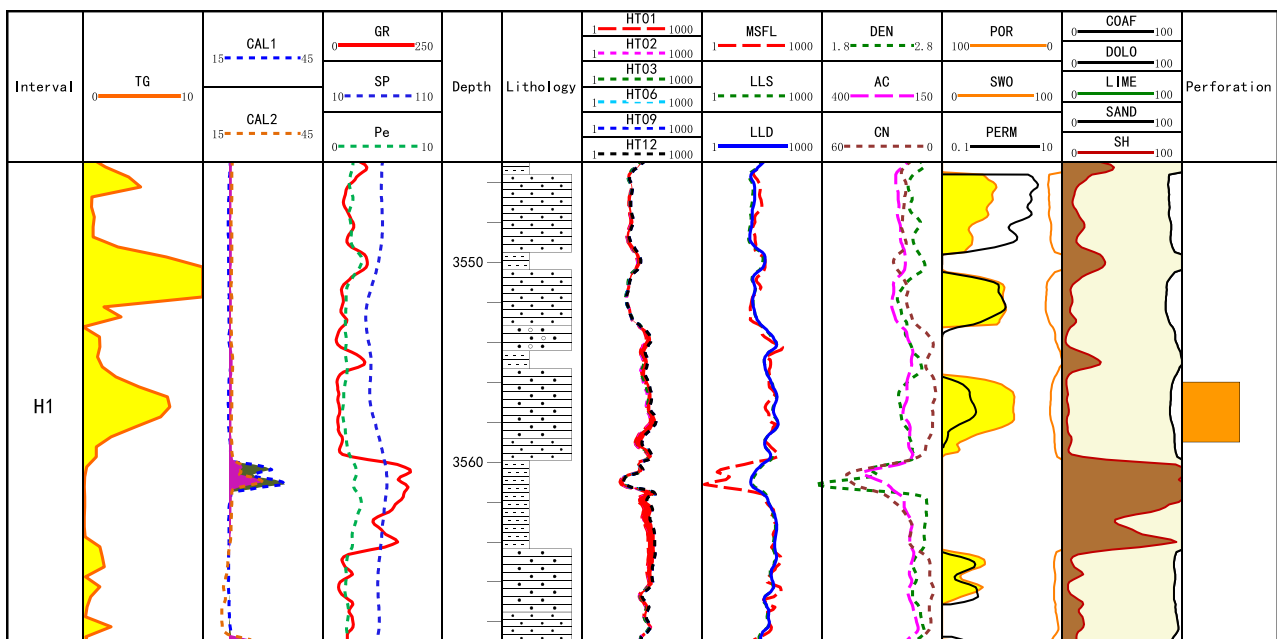 Interval
TG
0 10
CAL1
15 45
CAL2
15 45
GR
0 250
SP
10 110
Pe
0 10
Depth
Lithology
HT01
1 1000
HT02
1 1000
HT03
1 1000
HT06
1 1000
HT09
1 1000
HT12
1 1000
MSFL
1 1000
LLS
1 1000
LLD
1 1000
DEN
1.8 2.8
AC
400 150
CN
60 0
POR
100 0
SWO
0 100
PERM
0.1 10
COAF
0 100
DOLO
0 100
LIME
0 100
SAND
0 100
SH
0 100
Perforation
H1
3550
3560